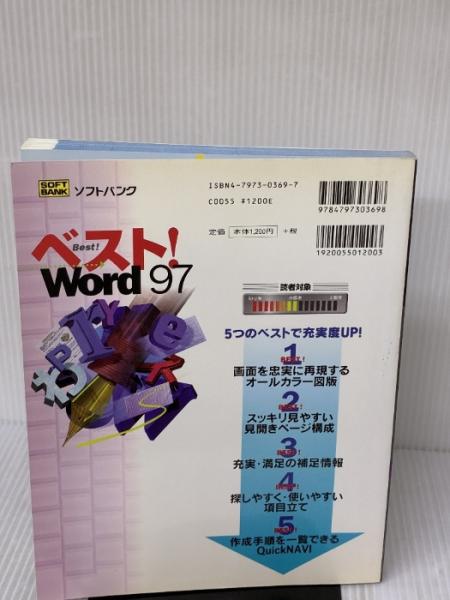 SOFT
BANK
ソフトバンク
ISBN4-7973-0369-7
C0055 ¥1200E
定価 本体1,200円 +税
9784797303698
1920055012003
ベスト!
Best!
Word 97
読者対象
5つのベストで充実度UP!
1
BEST!
画面を忠実に再現する
オールカラー図版
2
BEST!
スッキリ見やすい
見開きページ構成
3
BEST!
充実・満足の補足情報
4
BEST!
探しやすく・使いやすい
項目立て
5
BEST!
作成手順を一覧できる
QuickNAVI